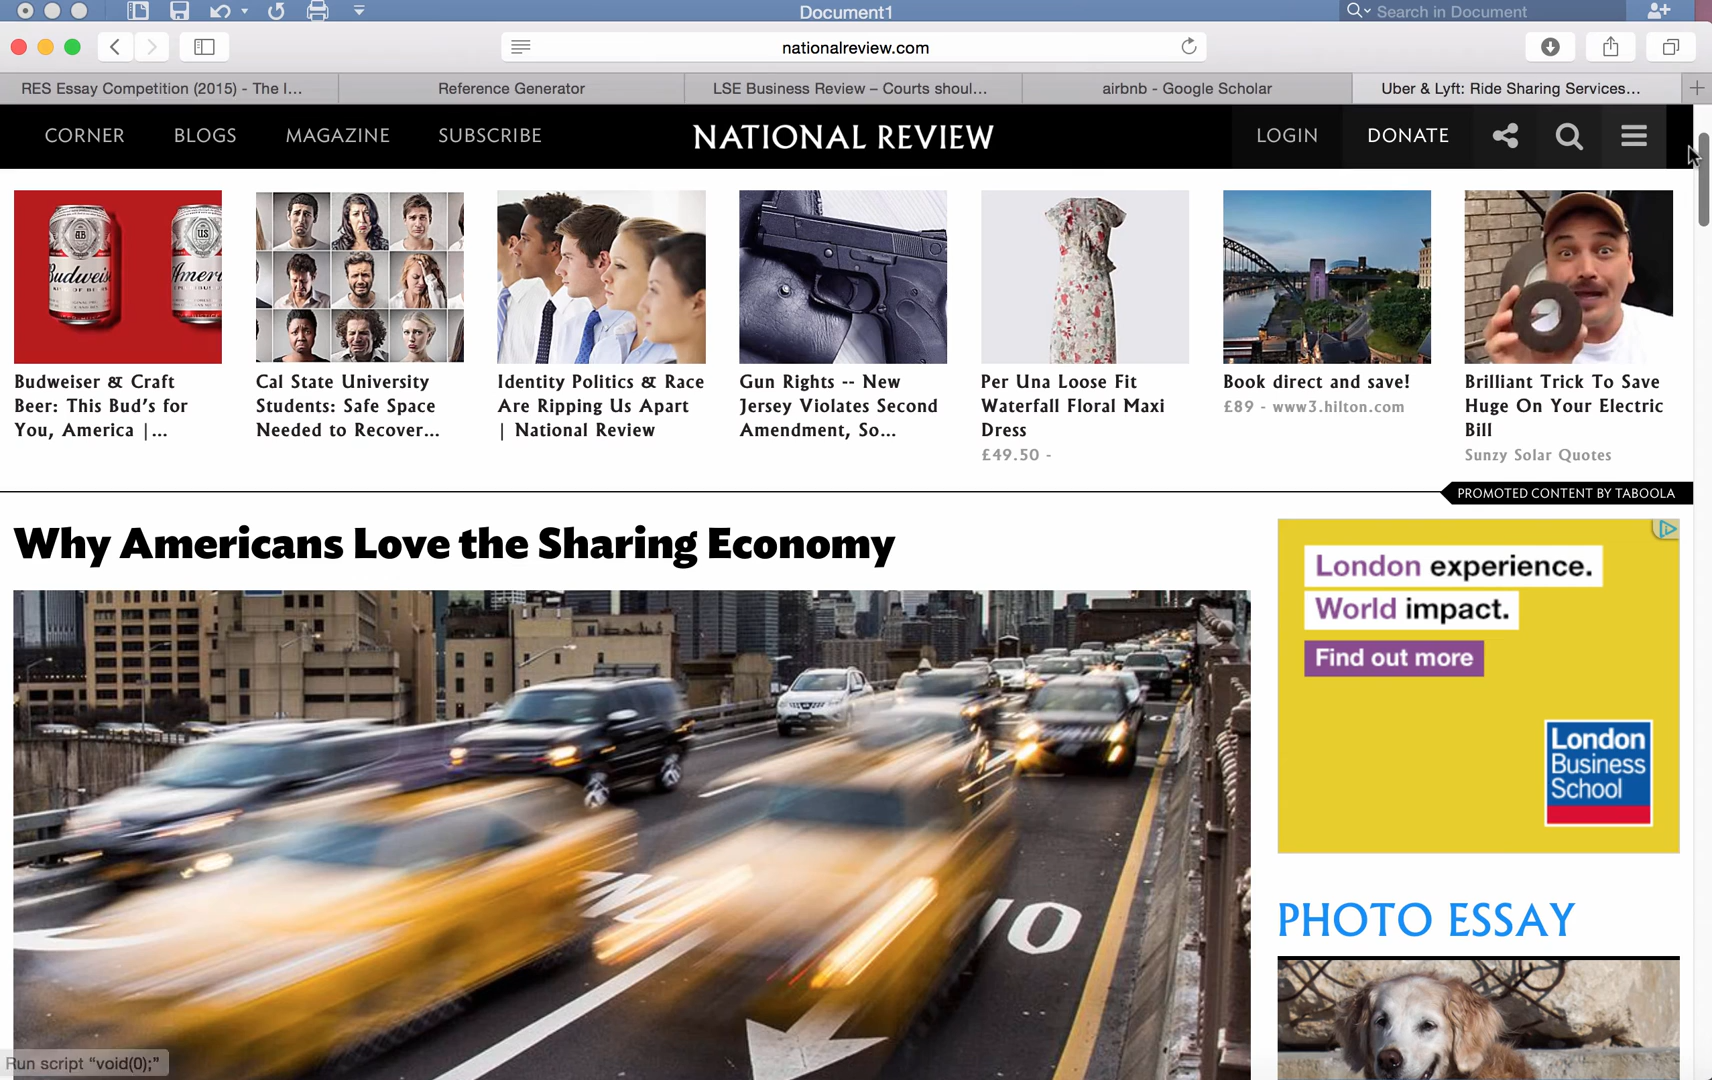 Document1
Search in Document
nationalreview.com
RES Essay Competition (2015) - The I...
Reference Generator
LSE Business Review – Courts shoul...
airbnb - Google Scholar
Uber & Lyft: Ride Sharing Services...
CORNER
BLOGS
MAGAZINE
SUBSCRIBE
NATIONAL REVIEW
LOGIN
DONATE
Budweiser & Craft
Beer: This Bud's for
You, America |...
Cal State University
Students: Safe Space
Needed to Recover...
Identity Politics & Race
Are Ripping Us Apart
| National Review
Gun Rights -- New
Jersey Violates Second
Amendment, So...
Per Una Loose Fit
Waterfall Floral Maxi
Dress
£49.50 -
Book direct and save!
£89 - www3.hilton.com
Brilliant Trick To Save
Huge On Your Electric
Bill
Sunzy Solar Quotes
PROMOTED CONTENT BY TABOOLA
Why Americans Love the Sharing Economy
London experience.
World impact.
Find out more
London
Business
School
PHOTO ESSAY
Run script “void(0);”